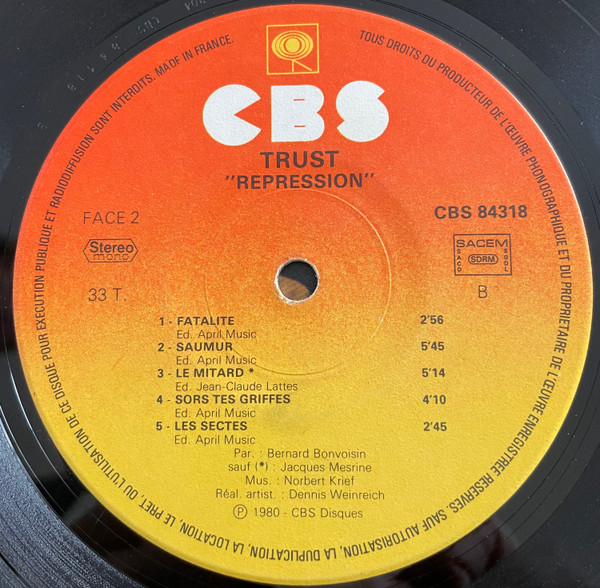 CBS
TRUST
"REPRESSION"
FACE 2
CBS 84318
Stereo
mono
SACEM
SACD
SDRM
SGDL
33 T.
B
1 - FATALITE 2'56
Ed. April Music
2 - SAUMUR 5'45
Ed. April Music
3 - LE MITARD * 5'14
Ed. Jean-Claude Lattes
4 - SORS TES GRIFFES 4'10
Ed. April Music
5 - LES SECTES 2'45
Ed. April Music
Par. : Bernard Bonvoisin
sauf (*) : Jacques Mesrine
Mus. : Norbert Krief
Réal. artist. : Dennis Weinreich
Ⓟ 1980 - CBS Disques
TOUS DROITS DU PRODUCTEUR DE L'ŒUVRE PHONOGRAPHIQUE ET DU PROPRIETAIRE DE L'ŒUVRE ENREGISTREE RESERVES. SAUF AUTORISATION, LA DUPLICATION, LA LOCATION, LE PRET, OU L'UTILISATION DE CE DISQUE POUR EXECUTION PUBLIQUE ET RADIODIFFUSION SONT INTERDITS. MADE IN FRANCE.